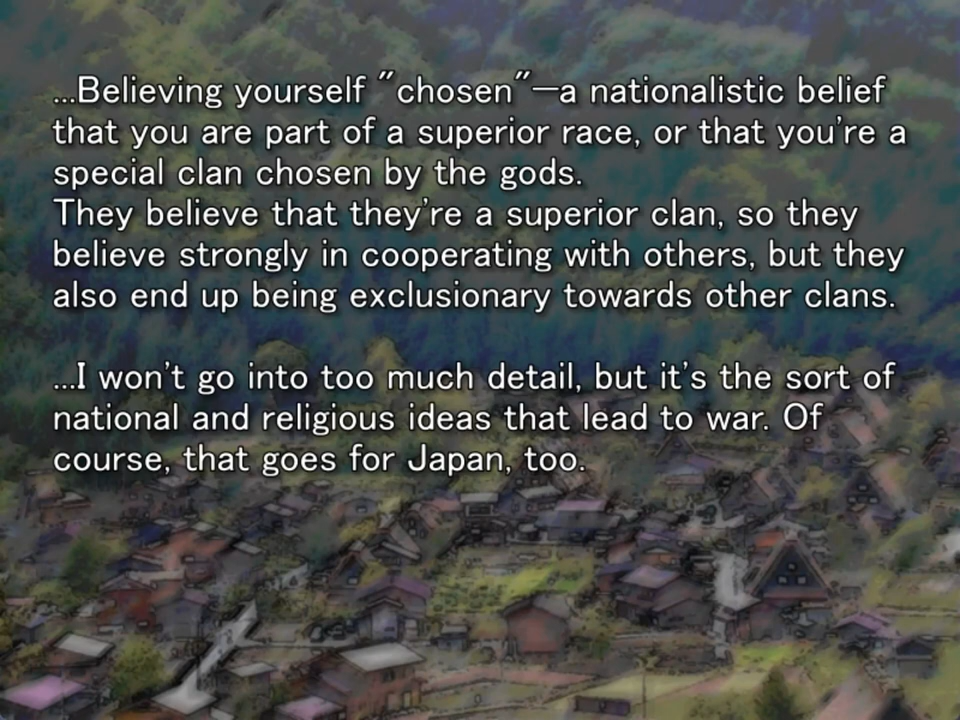 ...Believing yourself "chosen"—a nationalistic belief
that you are part of a superior race, or that you're a
special clan chosen by the gods.
They believe that they're a superior clan, so they
believe strongly in cooperating with others, but they
also end up being exclusionary towards other clans.
...I won't go into too much detail, but it's the sort of
national and religious ideas that lead to war. Of
course, that goes for Japan, too.